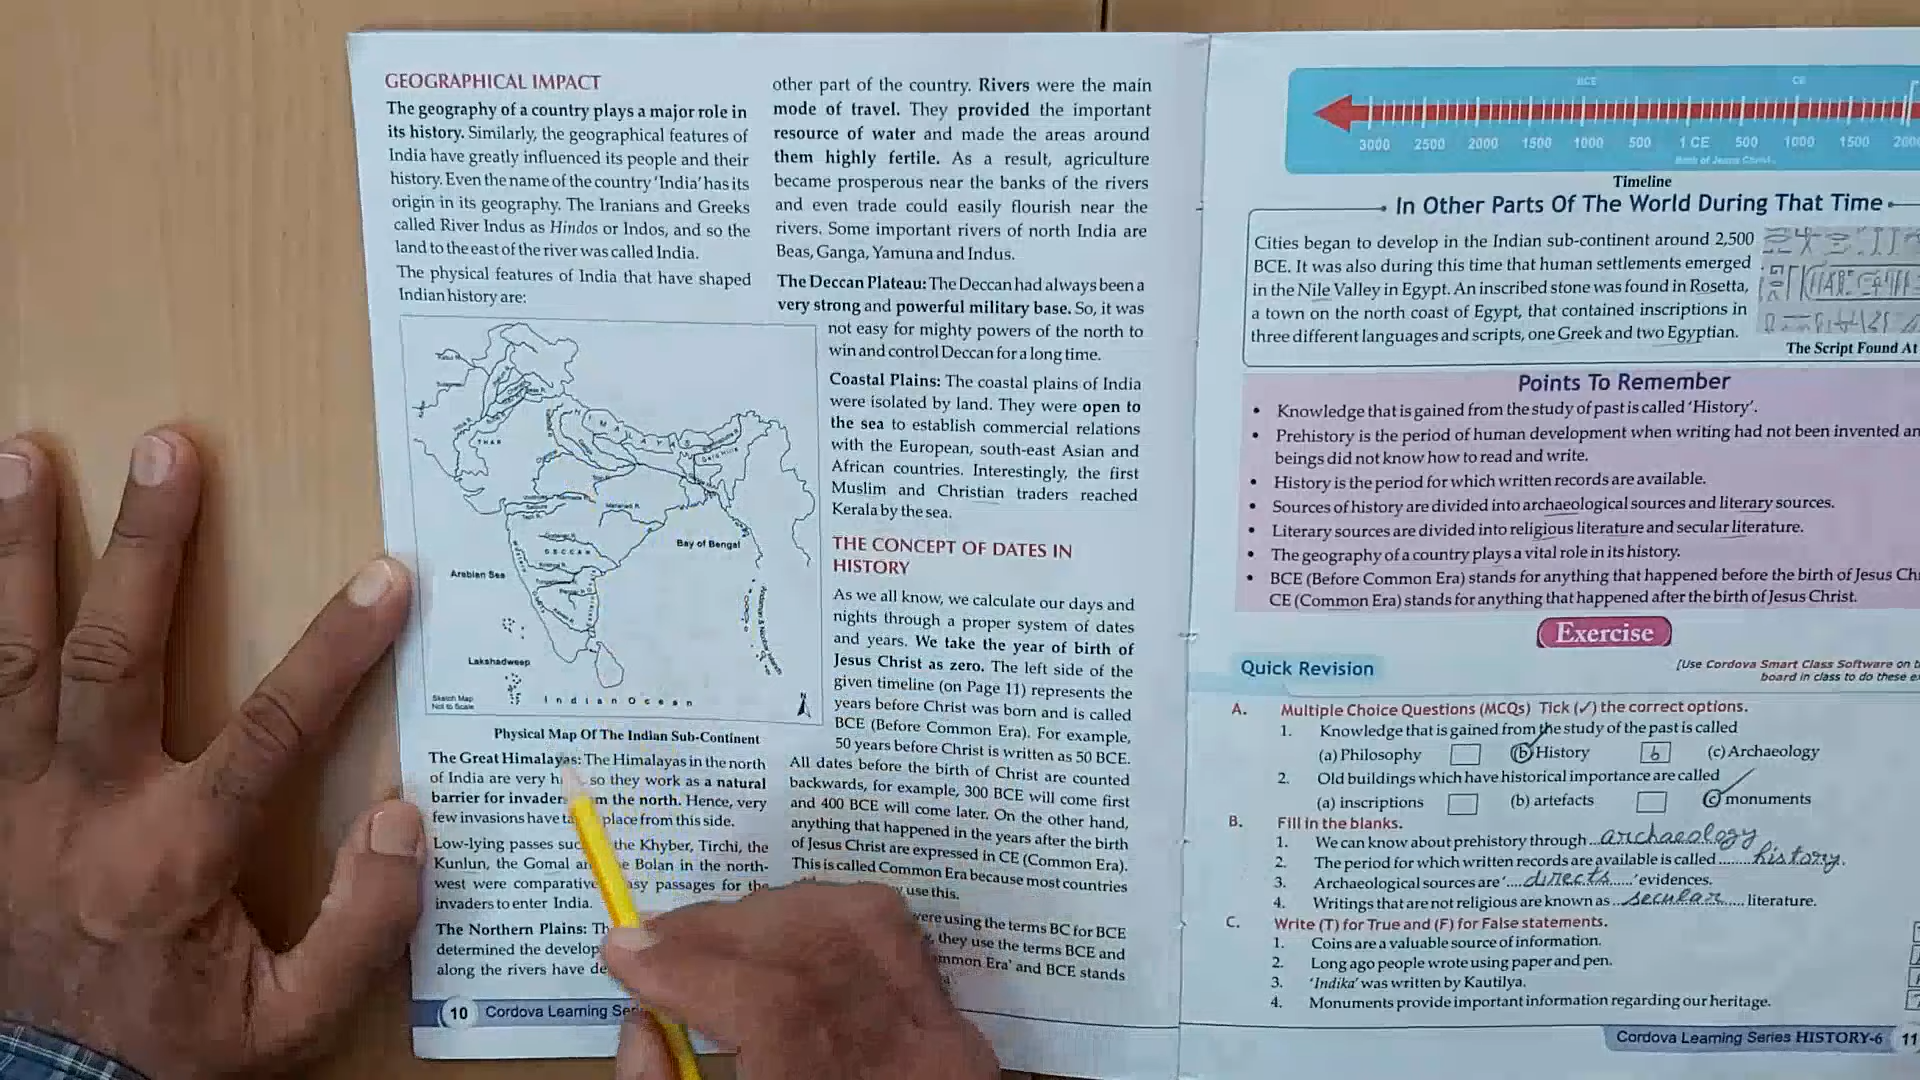 GEOGRAPHICAL IMPACT
The geography of a country plays a major role in
its history. Similarly, the geographical features of
India have greatly influenced its people and their
history. Even the name of the country 'India' has its
origin in its geography. The Iranians and Greeks
called River Indus as Hindos or Indos, and so the
land to the east of the river was called India.
The physical features of India that have shaped
Indian history are:
THAR
HIMALAYAS
DECCAN
Mahanadi R.
Bay of Bengal
Arabian Sea
Lakshadweep
Sketch Map
Not to Scale
Indian Ocean
N
Physical Map Of The Indian Sub-Continent
The Great Himalayas: The Himalayas in the north
of India are very so they work as a natural
barrier for the north. Hence, very
few invasions have place from this side.
Low-lying passes the Khyber, Tirchi, the
Kunlun, the Gomal Bolan in the north-
west were passages for the
invaders to enter India.
The Northern Plains:
determined the
along the rivers have
10 Cordova Learning
other part of the country. Rivers were the main
mode of travel. They provided the important
resource of water and made the areas around
them highly fertile. As a result, agriculture
became prosperous near the banks of the rivers
and even trade could easily flourish near the
rivers. Some important rivers of north India are
Beas, Ganga, Yamuna and Indus.
The Deccan Plateau: The Deccan had always been a
very strong and powerful military base. So, it was
not easy for mighty powers of the north to
win and control Deccan for a long time.
Coastal Plains: The coastal plains of India
were isolated by land. They were open to
the sea to establish commercial relations
with the European, south-east Asian and
African countries. Interestingly, the first
Muslim and Christian traders reached
Kerala by the sea.
THE CONCEPT OF DATES IN
HISTORY
As we all know, we calculate our days and
nights through a proper system of dates
and years. We take the year of birth of
Jesus Christ as zero. The left side of the
given timeline (on Page 11) represents the
years before Christ was born and is called
BCE (Before Common Era). For example,
50 years before Christ is written as 50 BCE.
All dates before the birth of Christ are counted
backwards, for example, 300 BCE will come first
and 400 BCE will come later. On the other hand,
anything that happened in the years after the birth
of Jesus Christ are expressed in CE (Common Era).
This is called Common Era because most countries
use this.
were using the terms BC for BCE
they use the terms BCE and
Era' and BCE stands
BCE CE
3000 2500 2000 1500 1000 500 1 CE 500 1000 1500
Birth of Jesus Christ
Timeline
In Other Parts Of The World During That Time
Cities began to develop in the Indian sub-continent around 2,500
BCE. It was also during this time that human settlements emerged
in the Nile Valley in Egypt. An inscribed stone was found in Rosetta,
a town on the north coast of Egypt, that contained inscriptions in
three different languages and scripts, one Greek and two Egyptian.
The Script Found At
Points To Remember
• Knowledge that is gained from the study of past is called 'History'.
• Prehistory is the period of human development when writing had not been invented
beings did not know how to read and write.
• History is the period for which written records are available.
• Sources of history are divided into archaeological sources and literary sources.
• Literary sources are divided into religious literature and secular literature.
• The geography of a country plays a vital role in its history.
• BCE (Before Common Era) stands for anything that happened before the birth of Jesus
CE (Common Era) stands for anything that happened after the birth of Jesus Christ.
Exercise
Quick Revision
[Use Cordova Smart Class Software on
board in class to do these
A. Multiple Choice Questions (MCQs) Tick (✓) the correct options.
1. Knowledge that is gained from the study of the past is called
(a) Philosophy (b) History b (c) Archaeology
2. Old buildings which have historical importance are called
(a) inscriptions (b) artefacts (c) monuments
B. Fill in the blanks.
1. We can know about prehistory through archaeology
2. The period for which written records are available is called history.
3. Archaeological sources are 'directs' evidences.
4. Writings that are not religious are known as secular literature.
C. Write (T) for True and (F) for False statements.
1. Coins are a valuable source of information.
2. Long ago people wrote using paper and pen.
3. 'Indika' was written by Kautilya.
4. Monuments provide important information regarding our heritage.
Cordova Learning Series HISTORY-6 11